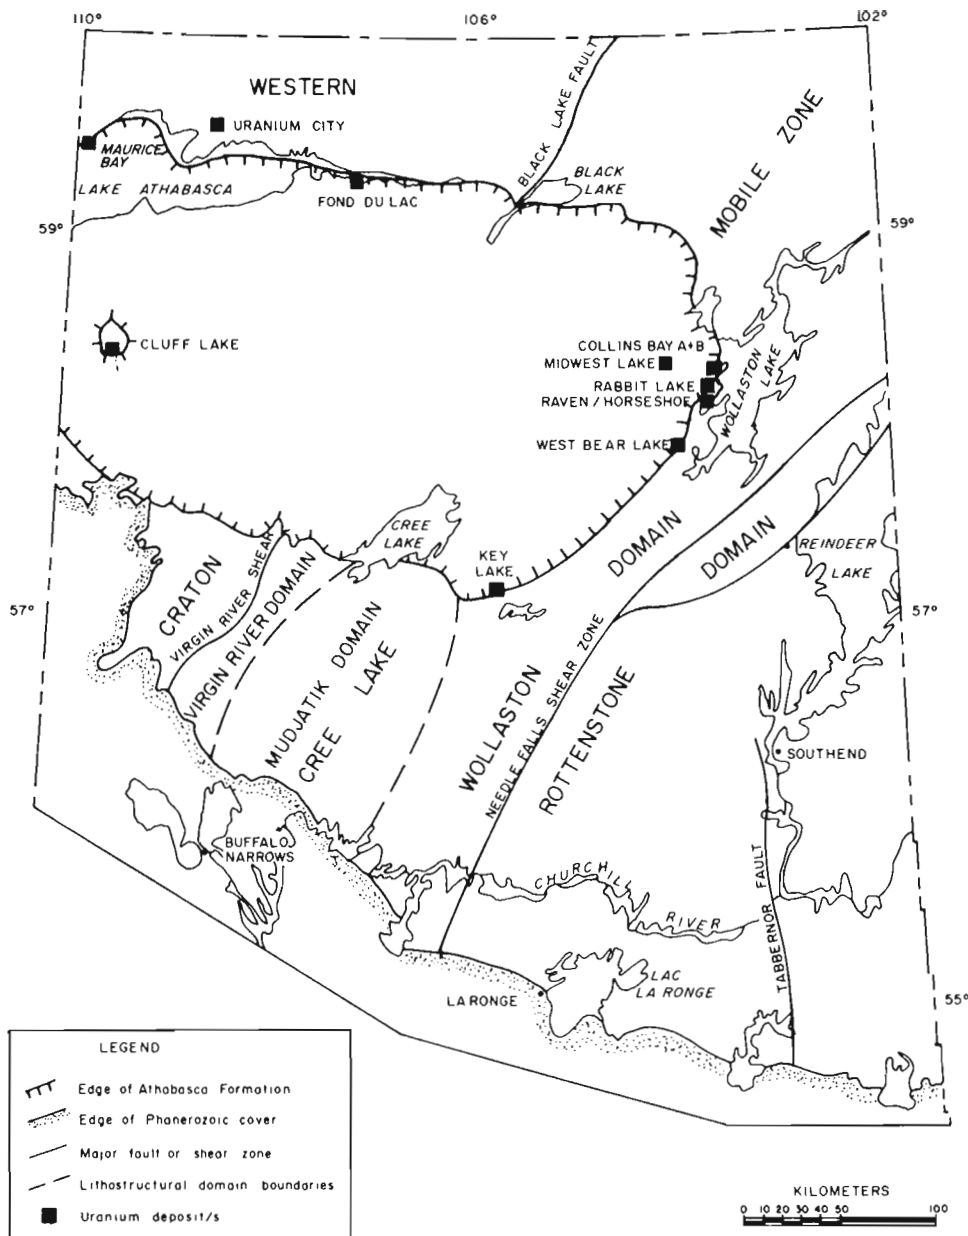 110°
106°
102°
WESTERN
BLACK LAKE FAULT
MOBILE ZONE
URANIUM CITY
MAURICE
BAY
BLACK
LAKE
LAKE ATHABASCA
FOND DU LAC
59°
59°
CLUFF LAKE
COLLINS BAY A+B
MIDWEST LAKE
RABBIT LAKE
RAVEN / HORSESHOE
WOLLASTON
LAKE
WEST BEAR LAKE
CREE
LAKE
KEY
LAKE
DOMAIN
DOMAIN
REINDEER
LAKE
57°
57°
CRATON
VIRGIN RIVER SHEAR
VIRGIN RIVER DOMAIN
MUDJATIK DOMAIN
CREE LAKE
WOLLASTON
NEEDLE FALLS SHEAR ZONE
ROTTENSTONE
SOUTHEND
BUFFALO
NARROWS
CHURCHILL
RIVER
TABBERNOR FAULT
LA RONGE
LAC
LA RONGE
55°
LEGEND
Edge of Athabasca Formation
Edge of Phanerozoic cover
Major fault or shear zone
Lithostructural domain boundaries
Uranium deposit/s
KILOMETERS
0 10 20 30 40 50 100